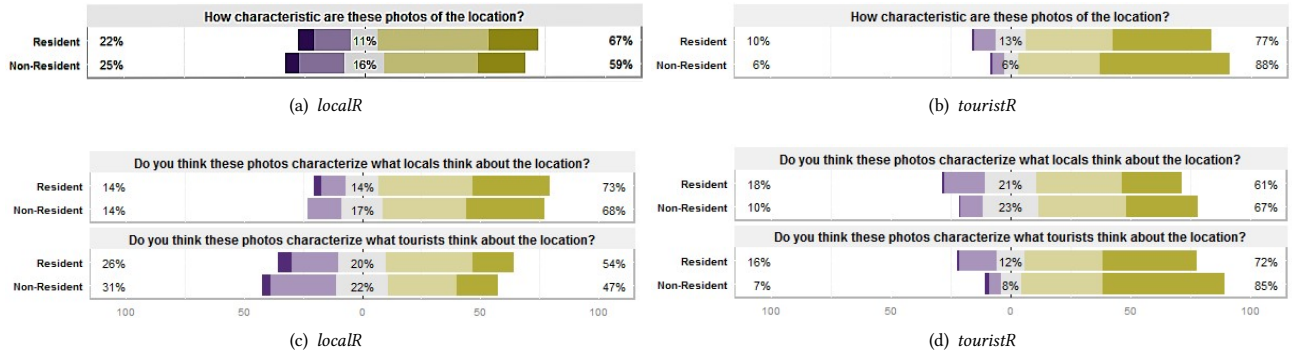 How characteristic are these photos of the location?
Resident 22% 11% 67%
Non-Resident 25% 16% 59%
(a) localR
How characteristic are these photos of the location?
Resident 10% 13% 77%
Non-Resident 6% 6% 88%
(b) touristR
Do you think these photos characterize what locals think about the location?
Resident 14% 14% 73%
Non-Resident 14% 17% 68%
Do you think these photos characterize what tourists think about the location?
Resident 26% 20% 54%
Non-Resident 31% 22% 47%
100 50 0 50 100
(c) localR
Do you think these photos characterize what locals think about the location?
Resident 18% 21% 61%
Non-Resident 10% 23% 67%
Do you think these photos characterize what tourists think about the location?
Resident 16% 12% 72%
Non-Resident 7% 8% 85%
100 50 0 50 100
(d) touristR